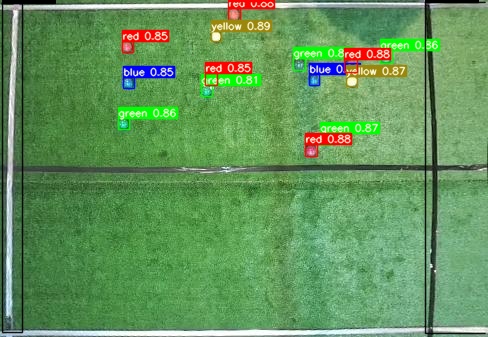 red 0.88
yellow 0.89
red 0.85
green 0.86
green 0.8
red 0.88
blue 0.85
red 0.85
green 0.81
blue 0.
yellow 0.87
green 0.86
green 0.87
red 0.88